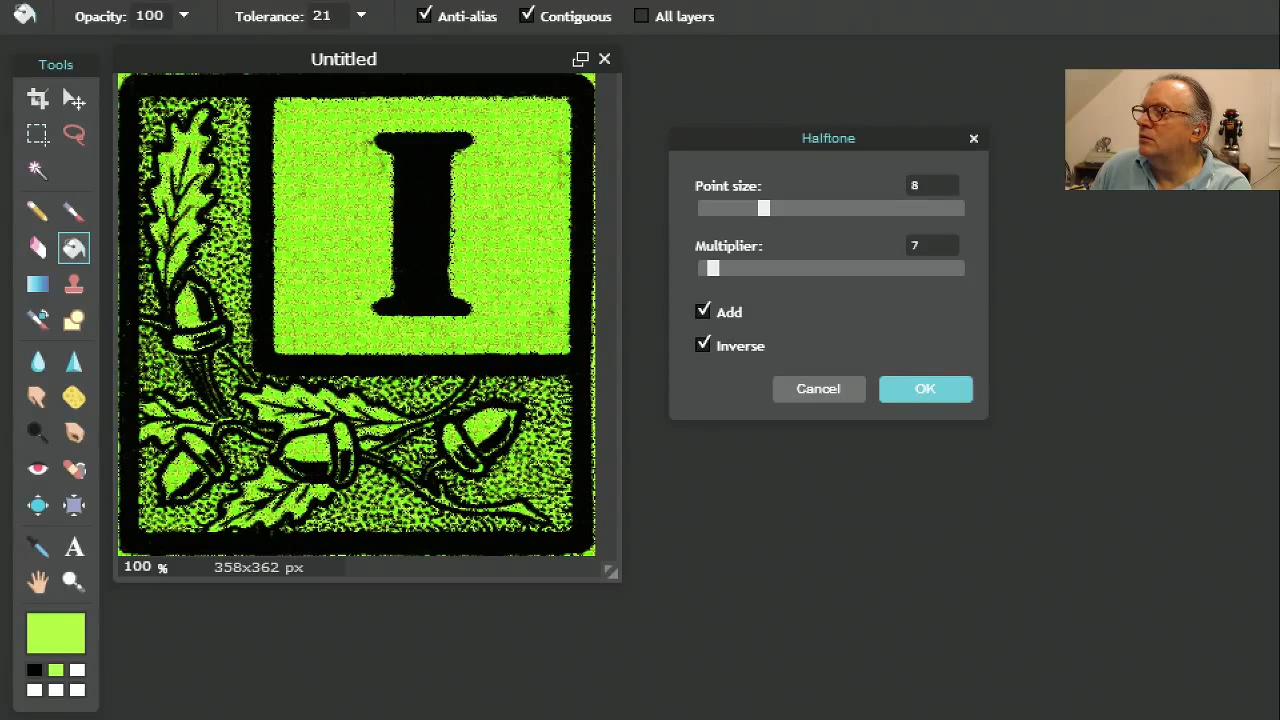 Opacity: 100 Tolerance: 21 Anti-alias Contiguous All layers
Tools
Untitled
I
100 % 358x362 px
A
Halftone
Point size: 8
Multiplier: 7
Add
Inverse
Cancel OK